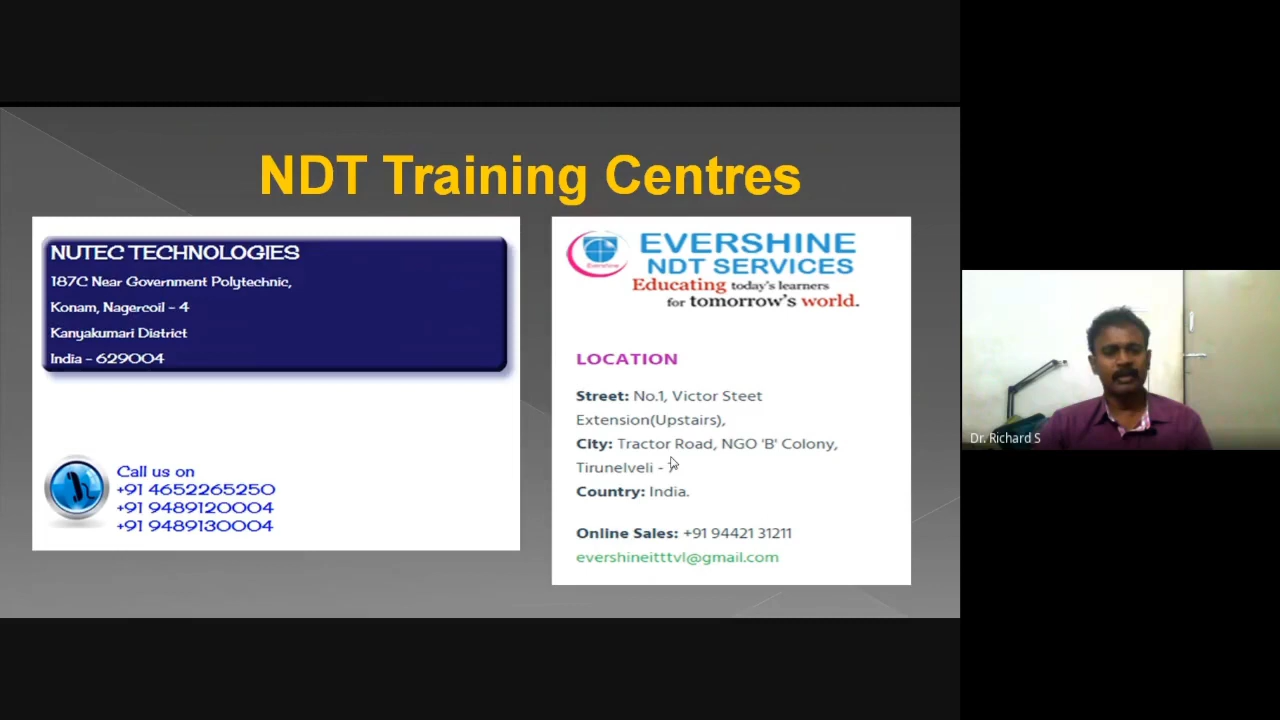 NDT Training Centres
NUTEC TECHNOLOGIES
187C Near Government Polytechnic,
Konam, Nagercoil - 4
Kanyakumari District
India - 629004
Call us on
+91 4652265250
+91 9489120004
+91 9489130004
Evershine
EVERSHINE
NDT SERVICES
Educating today's learners
for tomorrow's world.
LOCATION
Street: No.1, Victor Steet
Extension(Upstairs),
City: Tractor Road, NGO 'B' Colony,
Tirunelveli -
Country: India.
Online Sales: +91 94421 31211
evershineitttvl@gmail.com
Dr. Richard S